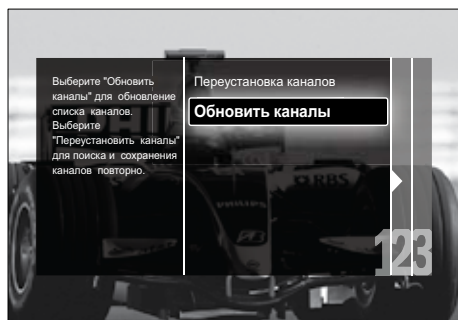 Выберите "Обновить
каналы" для обновление
списка каналов.
Выберите
"Переустановить каналы"
для поиска и сохранения
каналов повторно.
Переустановка каналов
Обновить каналы
RBS
PHILIPS
123